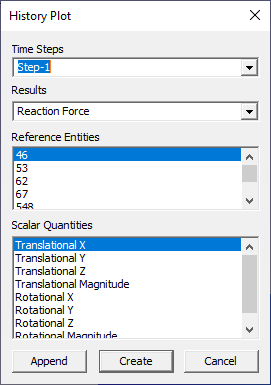 History Plot
Time Steps
Step-1
Results
Reaction Force
Reference Entities
46
53
62
67
548
Scalar Quantities
Translational X
Translational Y
Translational Z
Translational Magnitude
Rotational X
Rotational Y
Rotational Z
Rotational Magnitude
Append
Create
Cancel